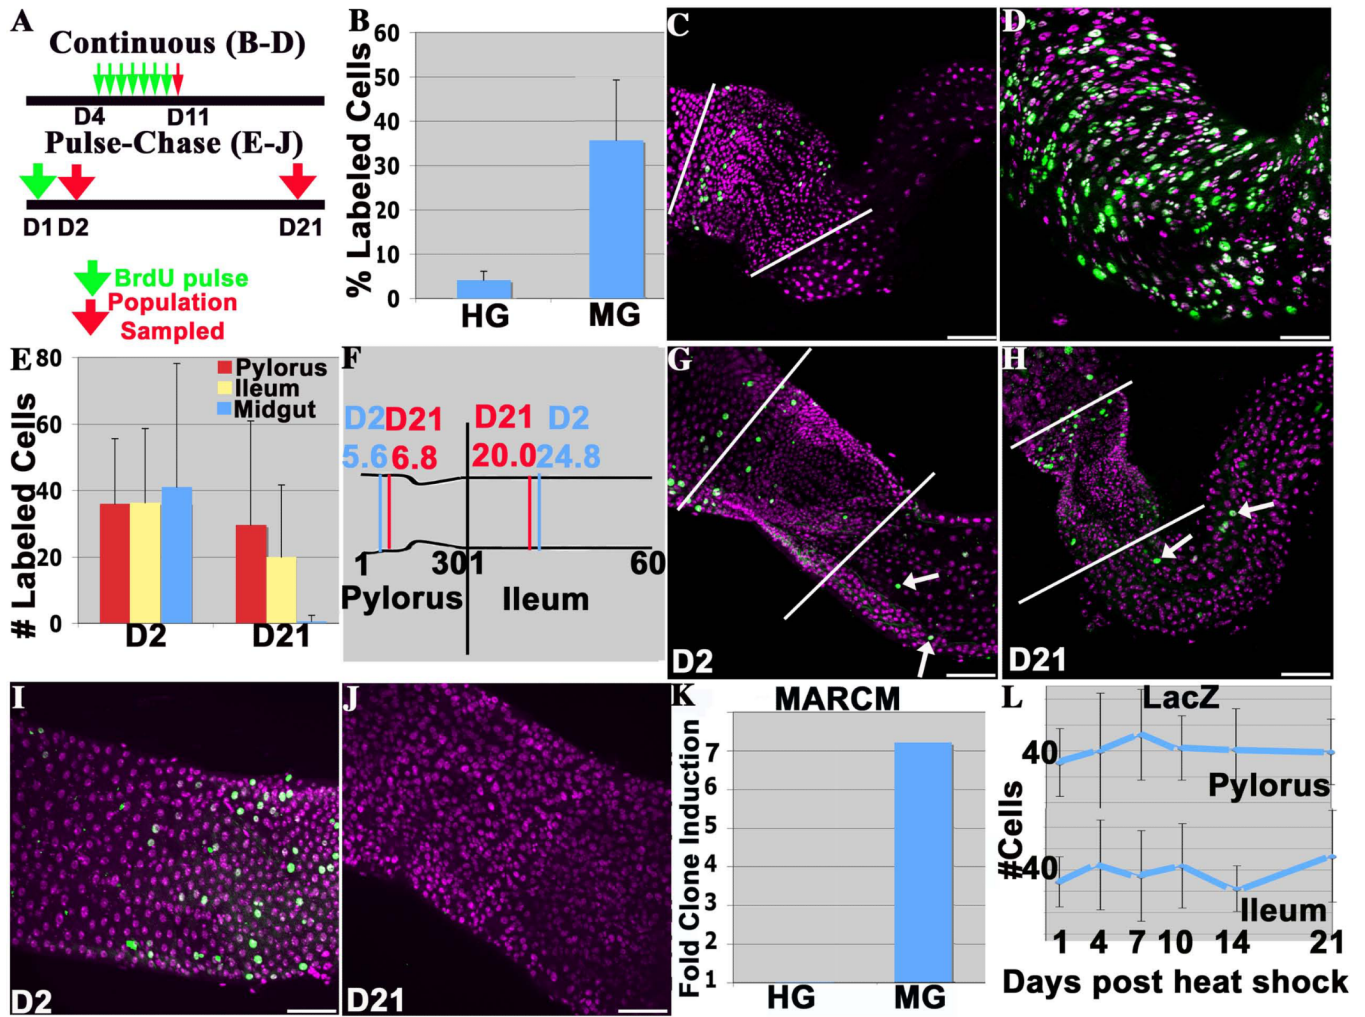 A
Continuous (B-D)
D4 D11
Pulse-Chase (E-J)
D1 D2 D21
BrdU pulse
Population
Sampled
B
% Labeled Cells
60
50
40
30
20
10
0
HG MG
C
D
E
# Labeled Cells
80
60
40
20
0
Pylorus
Ileum
Midgut
D2 D21
F
D2 D21 D21 D2
5.6 6.8 20.0 24.8
1 30 1 60
Pylorus Ileum
G
D2
H
D21
I
D2
J
D21
K
MARCM
Fold Clone Induction
7
6
5
4
3
2
1
HG MG
L
LacZ
#Cells
40
Pylorus
40
Ileum
1 4 7 10 14 21
Days post heat shock